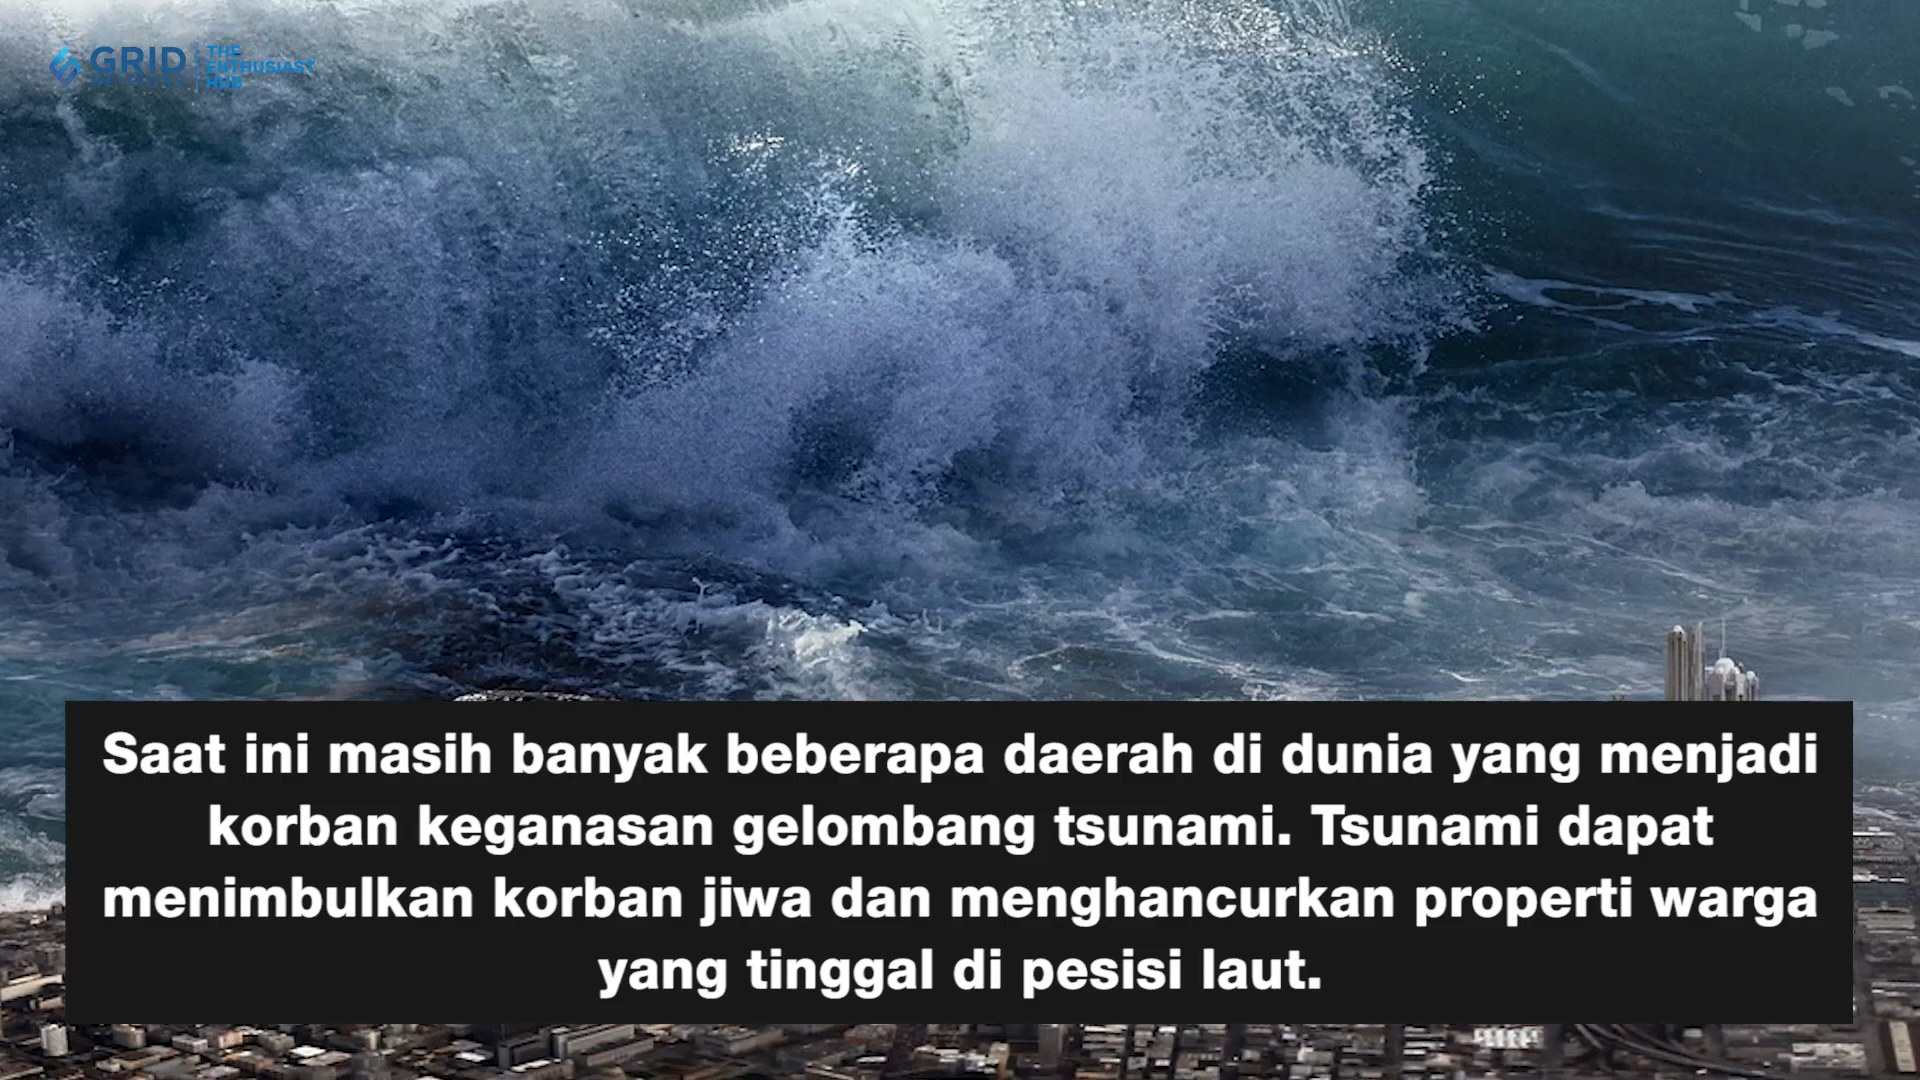 GRID
THE
ENTHUSIAST
HUB
Saat ini masih banyak beberapa daerah di dunia yang menjadi
korban keganasan gelombang tsunami. Tsunami dapat
menimbulkan korban jiwa dan menghancurkan properti warga
yang tinggal di pesisi laut.